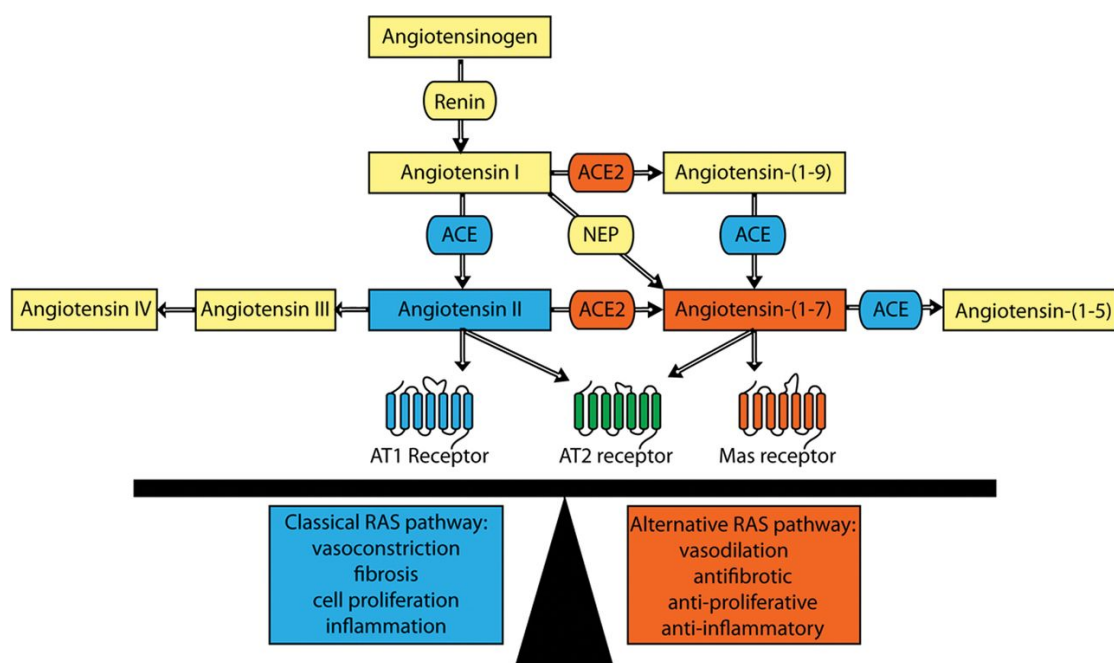 Angiotensinogen
Renin
Angiotensin I
ACE2
Angiotensin-(1-9)
ACE
NEP
ACE
Angiotensin IV
Angiotensin III
Angiotensin II
ACE2
Angiotensin-(1-7)
ACE
Angiotensin-(1-5)
AT1 Receptor
AT2 receptor
Mas receptor
Classical RAS pathway:
vasoconstriction
fibrosis
cell proliferation
inflammation
Alternative RAS pathway:
vasodilation
antifibrotic
anti-proliferative
anti-inflammatory